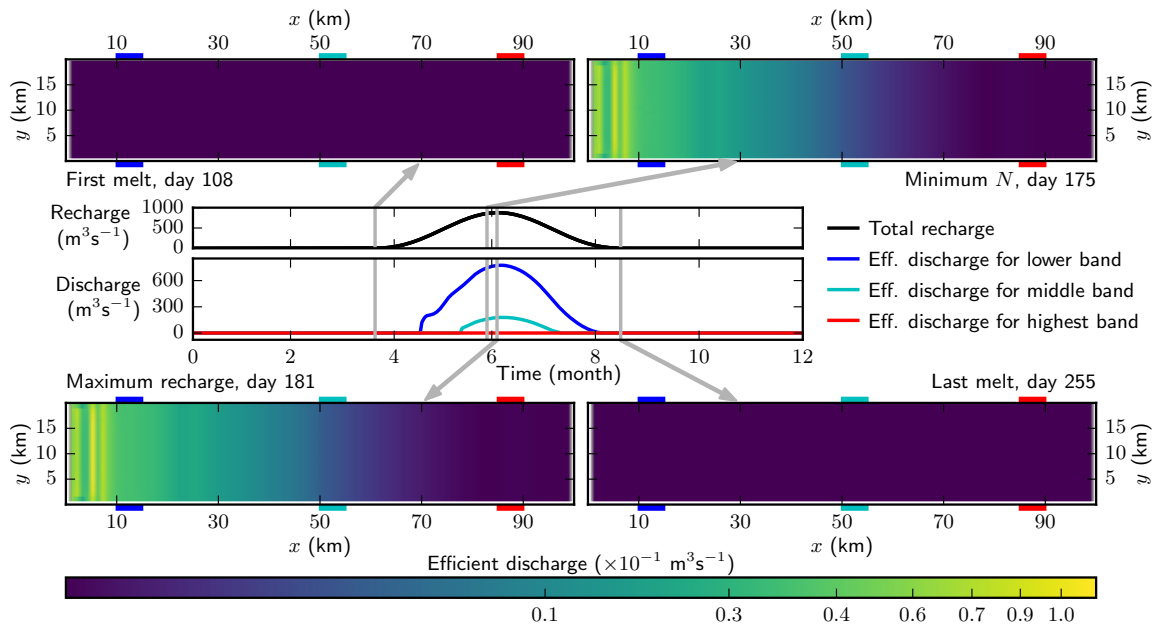 x (km)
x (km)
10 30 50 70 90
10 30 50 70 90
y (km)
15
10
5
15
10
5
y (km)
First melt, day 108
Minimum N, day 175
Recharge
(m³s⁻¹)
1000
500
0
Discharge
(m³s⁻¹)
600
300
0
0 2 4 6 8 10 12
Time (month)
Total recharge
Eff. discharge for lower band
Eff. discharge for middle band
Eff. discharge for highest band
Maximum recharge, day 181
Last melt, day 255
y (km)
15
10
5
15
10
5
y (km)
10 30 50 70 90
10 30 50 70 90
x (km)
x (km)
Efficient discharge (×10⁻¹ m³s⁻¹)
0.1 0.3 0.4 0.6 0.7 0.9 1.0